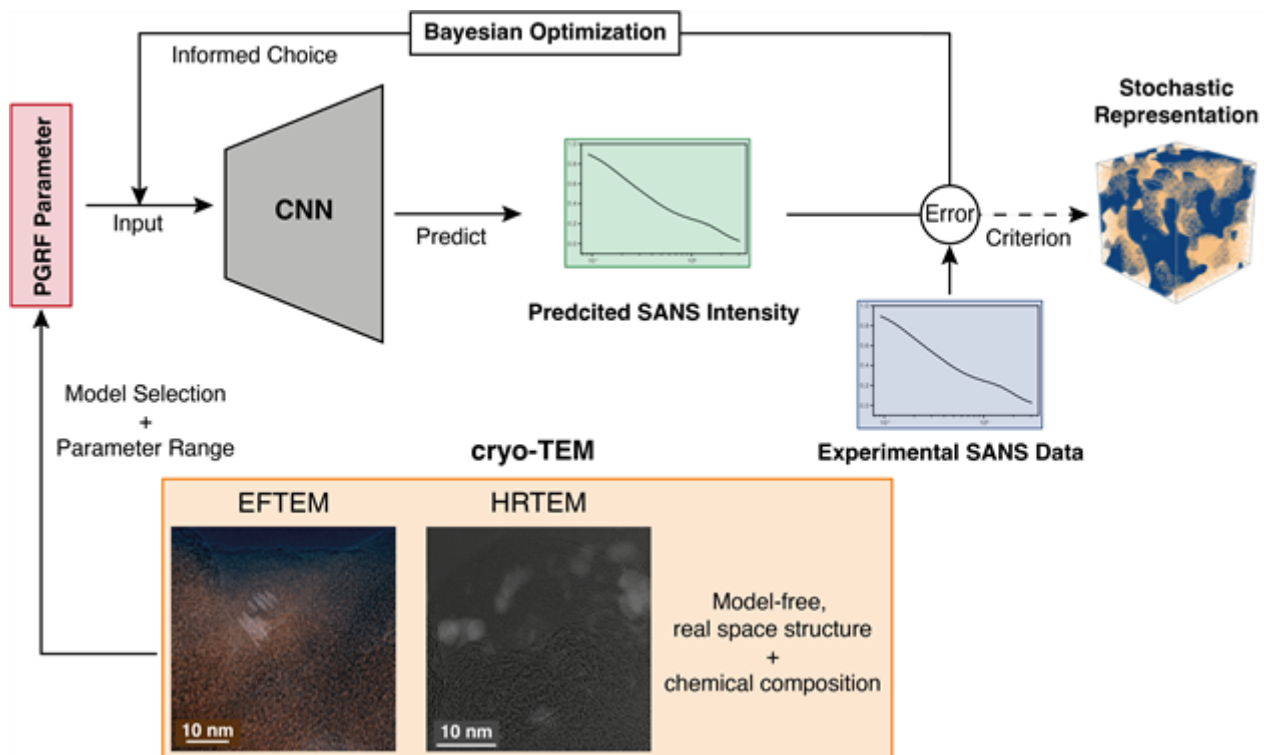 Bayesian Optimization
Informed Choice
Stochastic
Representation
PGRF Parameter
CNN
Input
Predict
Error
Criterion
Predcited SANS Intensity
Model Selection
+
Parameter Range
Experimental SANS Data
cryo-TEM
EFTEM
HRTEM
Model-free,
real space structure
+
chemical composition
10 nm
10 nm